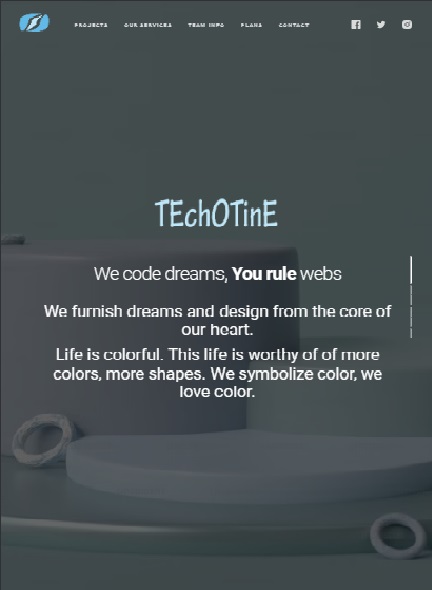 PROJECTS OUR SERVICES TEAM INFO PLANS CONTACT
TEchOTinE
We code dreams, You rule webs
We furnish dreams and design from the core of
our heart.
Life is colorful. This life is worthy of of more
colors, more shapes. We symbolize color, we
love color.